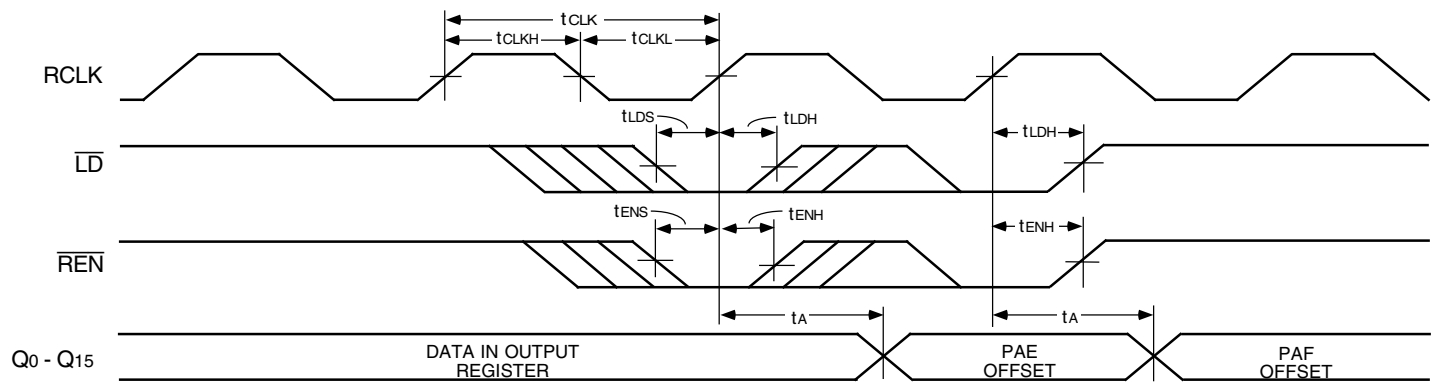 tCLK
tCLKH
tCLKL
RCLK
tLDS
tLDH
tLDH
LD
tENS
tENH
tENH
REN
tA
tA
Q0 - Q15
DATA IN OUTPUT
REGISTER
PAE
OFFSET
PAF
OFFSET